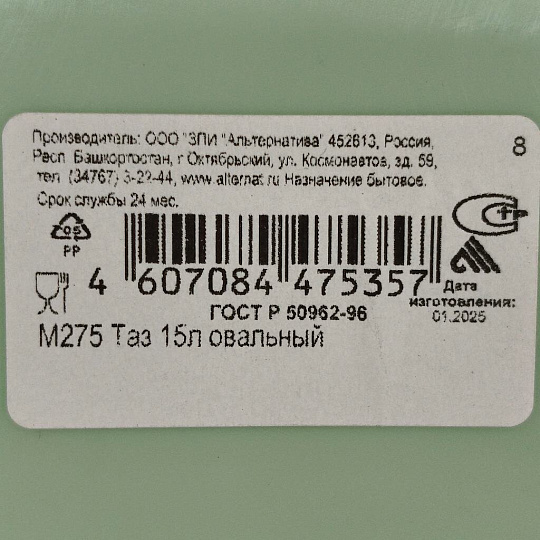 Производитель: ООО "ЗПИ "Альтернатива" 452613, Россия,
8
Респ. Башкортостан, г. Октябрьский, ул. Космонавтов, зд. 59,
тел. (34767) 3-22-44, www.alternat.ru Назначение бытовое.
Срок службы 24 мес.
05
PP
4 607084 475357
Дата
изготовления:
01.2025
ГОСТ Р 50962-96
М275 Таз 15л овальный